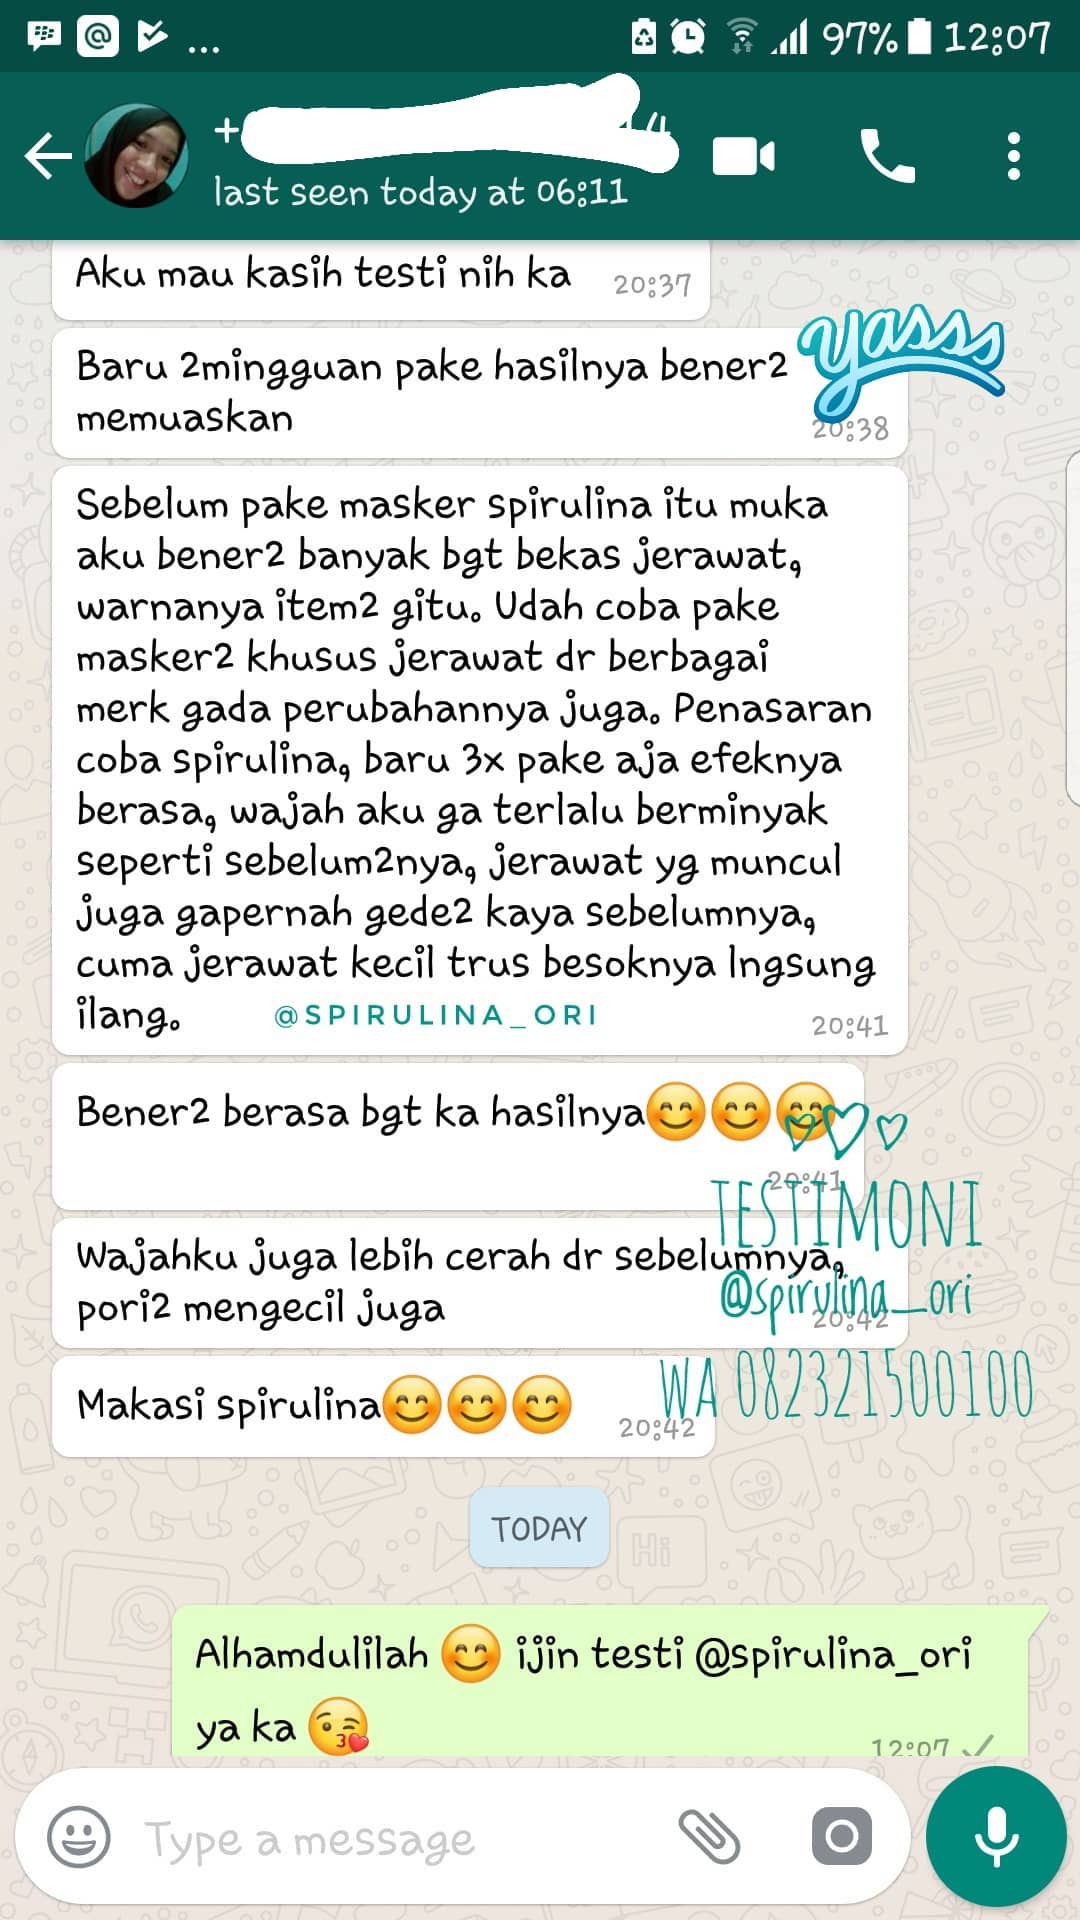 97% 12:07
+
last seen today at 06:11
Aku mau kasih testi nih ka 20:37
Baru 2mingguan pake hasilnya bener2
memuaskan
yasss
20:38
Sebelum pake masker spirulina itu muka
aku bener2 banyak bgt bekas jerawat,
warnanya item2 gitu. Udah coba pake
masker2 khusus jerawat dr berbagai
merk gada perubahannya juga. Penasaran
coba spirulina, baru 3x pake aja efeknya
berasa, wajah aku ga terlalu berminyak
seperti sebelum2nya, jerawat yg muncul
juga gapernah gede2 kaya sebelumnya,
cuma jerawat kecil trus besoknya lngsung
ilang.
@SPIRULINA_ORI
20:41
Bener2 berasa bgt ka hasilnya😊😊😊
20:41
TESTIMONI
Wajahku juga lebih cerah dr sebelumnya,
pori2 mengecil juga
@spirulina_ori
20:42
Makasi spirulina😊😊😊
20:42
WA 082321500100
TODAY
Hi
Alhamdulilah 😊 ijin testi @spirulina_ori
ya ka 😘
12:07
Type a message